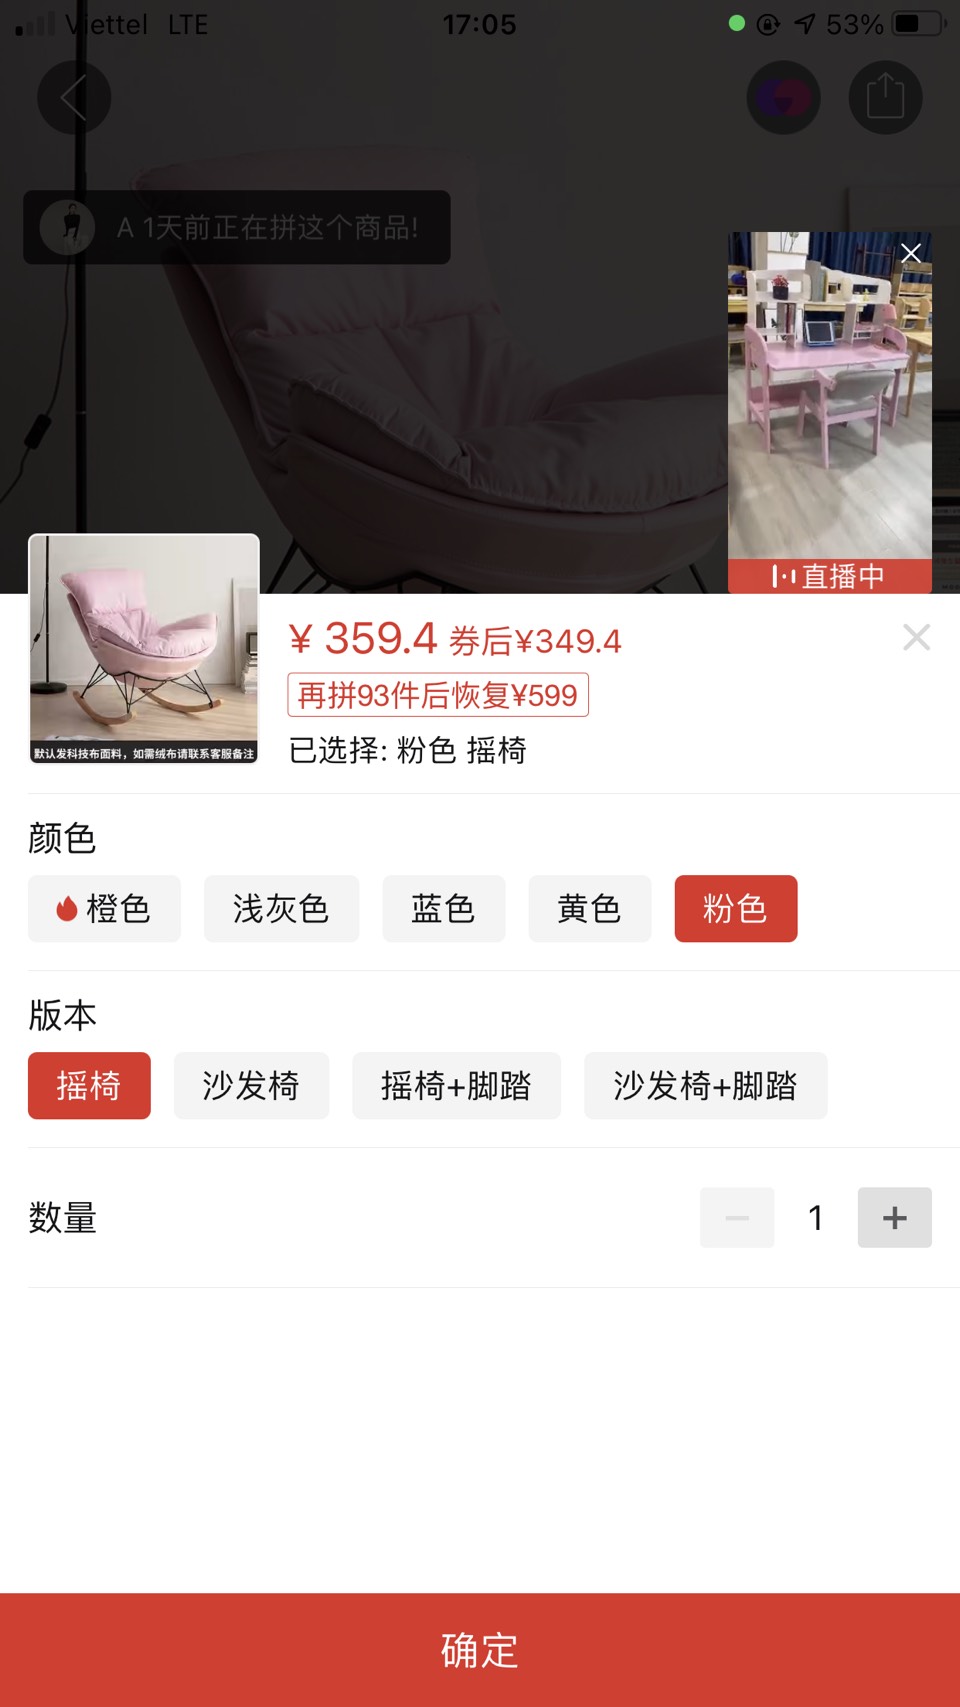 Viettel LTE 17:05 53%
A 1天前正在拼这个商品!
直播中
¥ 359.4 券后¥349.4
再拼93件后恢复¥599
已选择: 粉色 摇椅
默认发科技布面料，如需绒布请联系客服备注
颜色
橙色 浅灰色 蓝色 黄色 粉色
版本
摇椅 沙发椅 摇椅+脚踏 沙发椅+脚踏
数量 1
确定